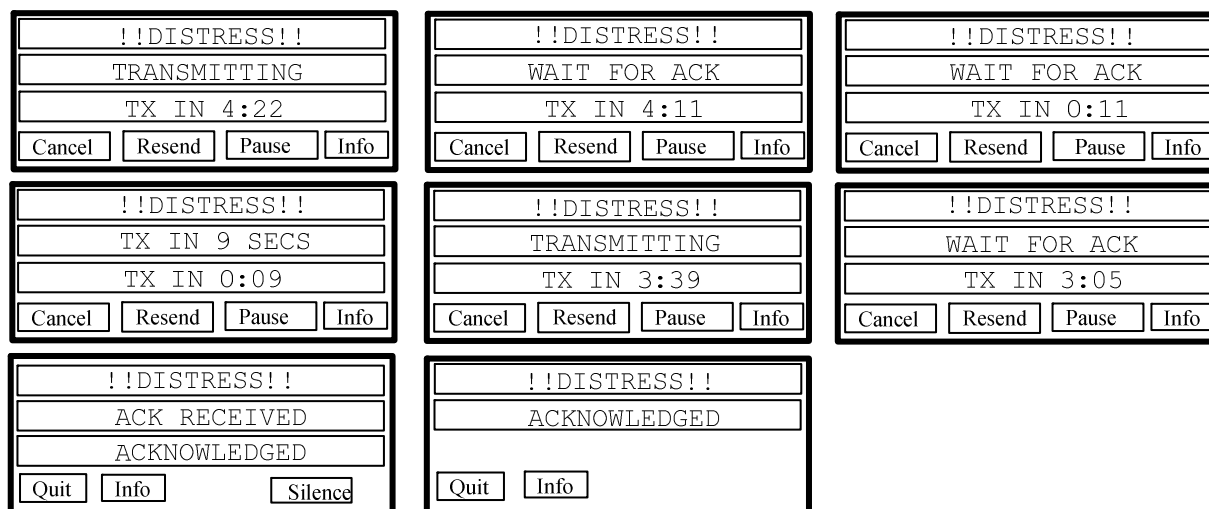 !!DISTRESS!!
TRANSMITTING
TX IN 4:22
Cancel Resend Pause Info
!!DISTRESS!!
WAIT FOR ACK
TX IN 4:11
Cancel Resend Pause Info
!!DISTRESS!!
WAIT FOR ACK
TX IN 0:11
Cancel Resend Pause Info
!!DISTRESS!!
TX IN 9 SECS
TX IN 0:09
Cancel Resend Pause Info
!!DISTRESS!!
TRANSMITTING
TX IN 3:39
Cancel Resend Pause Info
!!DISTRESS!!
WAIT FOR ACK
TX IN 3:05
Cancel Resend Pause Info
!!DISTRESS!!
ACK RECEIVED
ACKNOWLEDGED
Quit Info Silence
!!DISTRESS!!
ACKNOWLEDGED
Quit Info